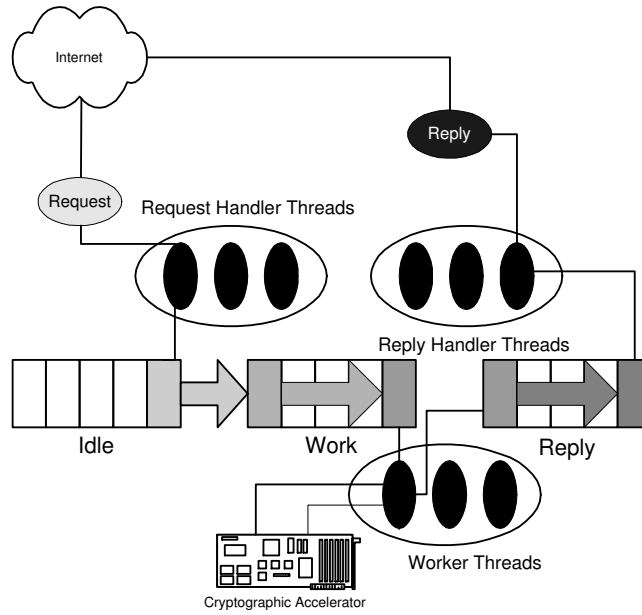 Internet
Reply
Request
Request Handler Threads
Reply Handler Threads
Idle
Work
Reply
Worker Threads
Cryptographic Accelerator